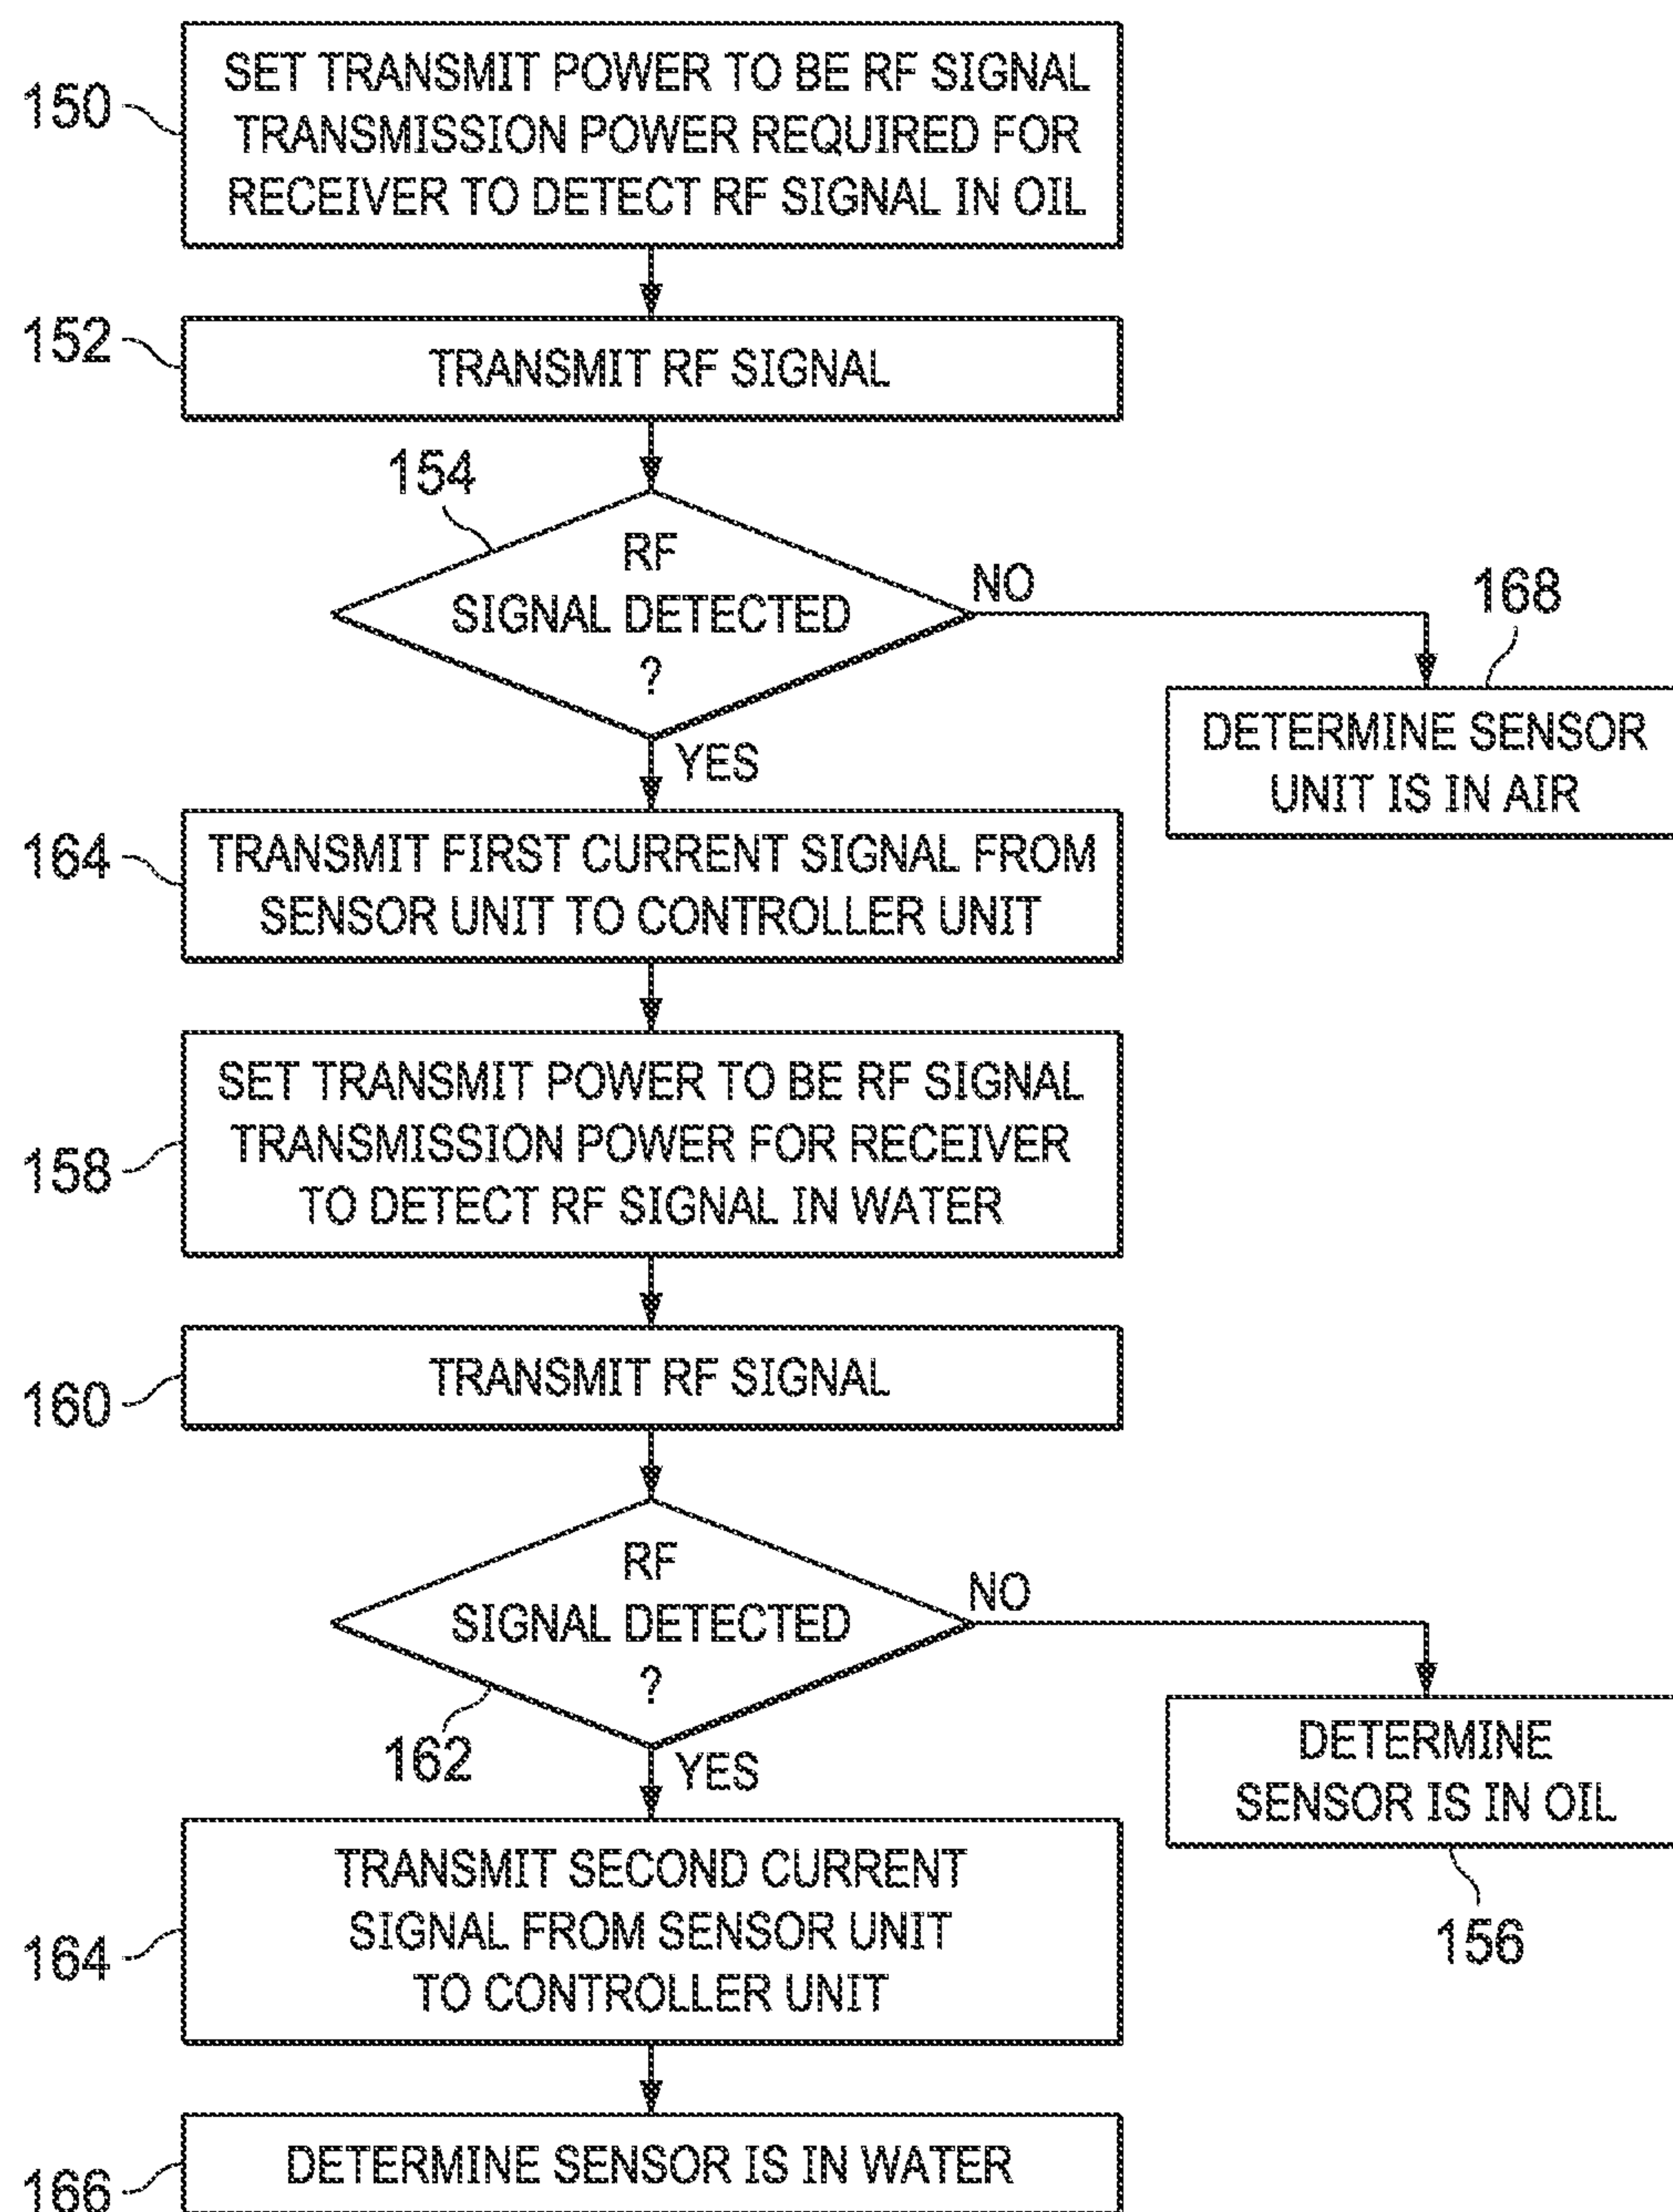 150
SET TRANSMIT POWER TO BE RF SIGNAL
TRANSMISSION POWER REQUIRED FOR
RECEIVER TO DETECT RF SIGNAL IN OIL
152
TRANSMIT RF SIGNAL
154
RF
SIGNAL DETECTED
?
NO
168
DETERMINE SENSOR
UNIT IS IN AIR
YES
164
TRANSMIT FIRST CURRENT SIGNAL FROM
SENSOR UNIT TO CONTROLLER UNIT
158
SET TRANSMIT POWER TO BE RF SIGNAL
TRANSMISSION POWER FOR RECEIVER
TO DETECT RF SIGNAL IN WATER
160
TRANSMIT RF SIGNAL
RF
SIGNAL DETECTED
?
162
NO
DETERMINE
SENSOR IS IN OIL
156
YES
164
TRANSMIT SECOND CURRENT
SIGNAL FROM SENSOR UNIT
TO CONTROLLER UNIT
166
DETERMINE SENSOR IS IN WATER